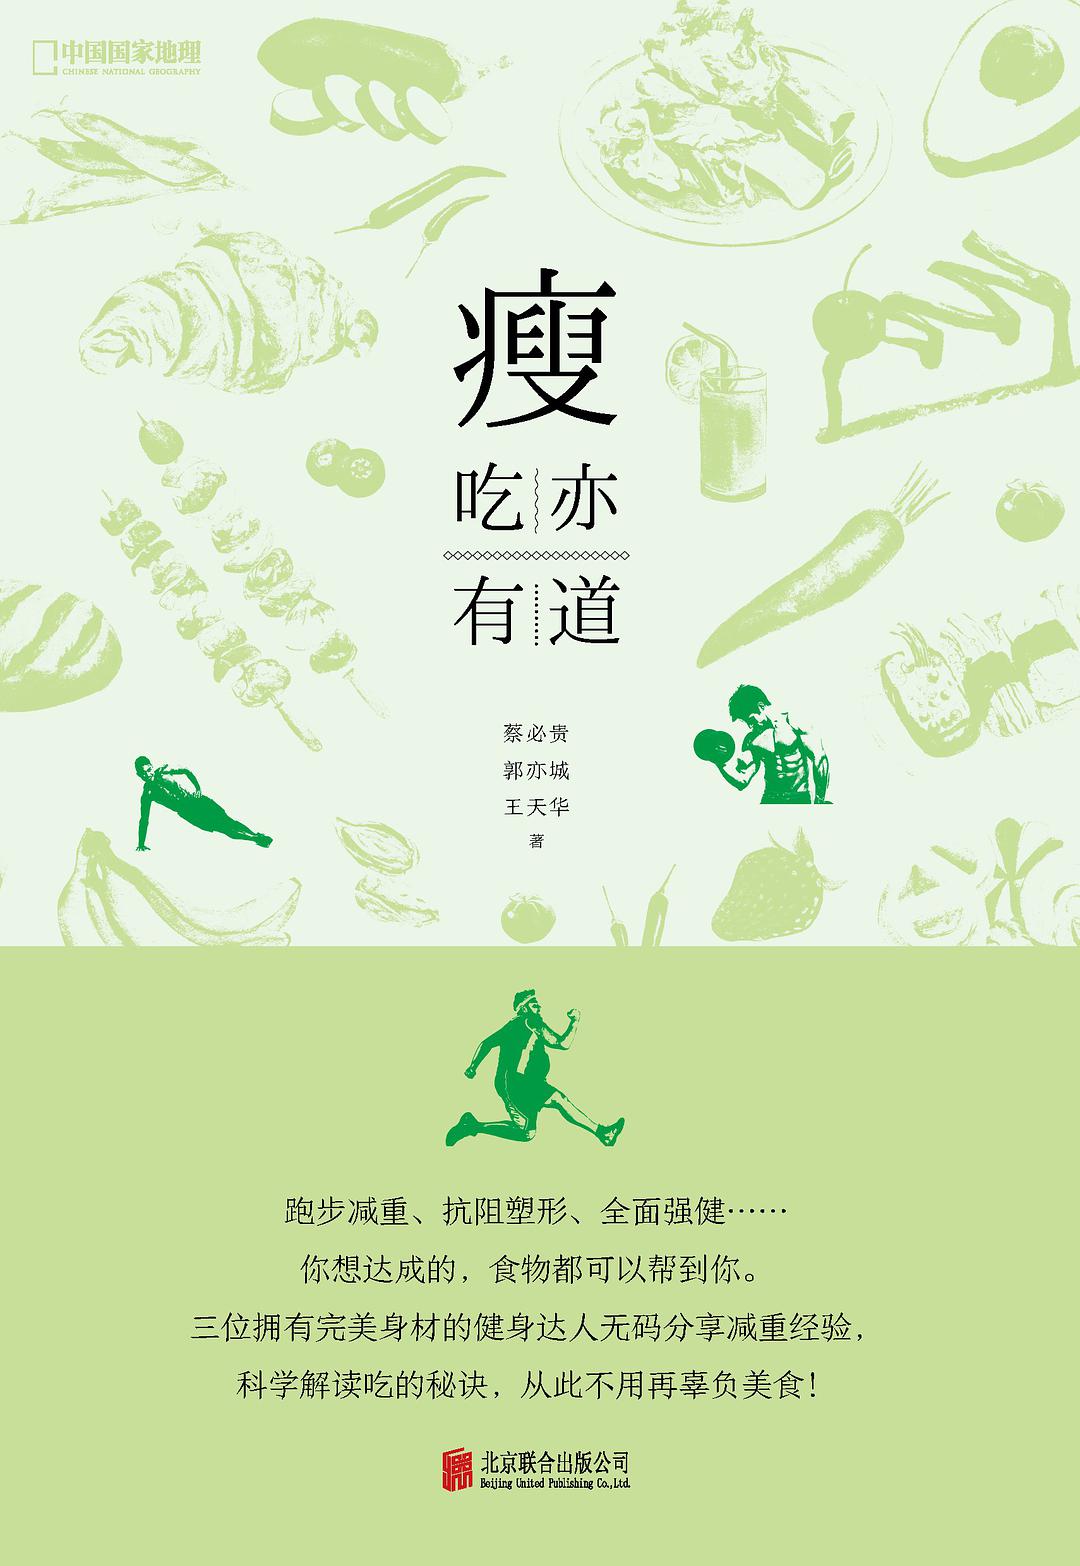 中国国家地理
CHINESE NATIONAL GEOGRAPHY
瘦
吃亦
有道
蔡必贵
郭亦城
王天华
著
跑步减重、抗阻塑形、全面强健……
你想达成的，食物都可以帮到你。
三位拥有完美身材的健身达人无码分享减重经验，
科学解读吃的秘诀，从此不用再辜负美食！
北京联合出版公司
Beijing United Publishing Co.,Ltd.